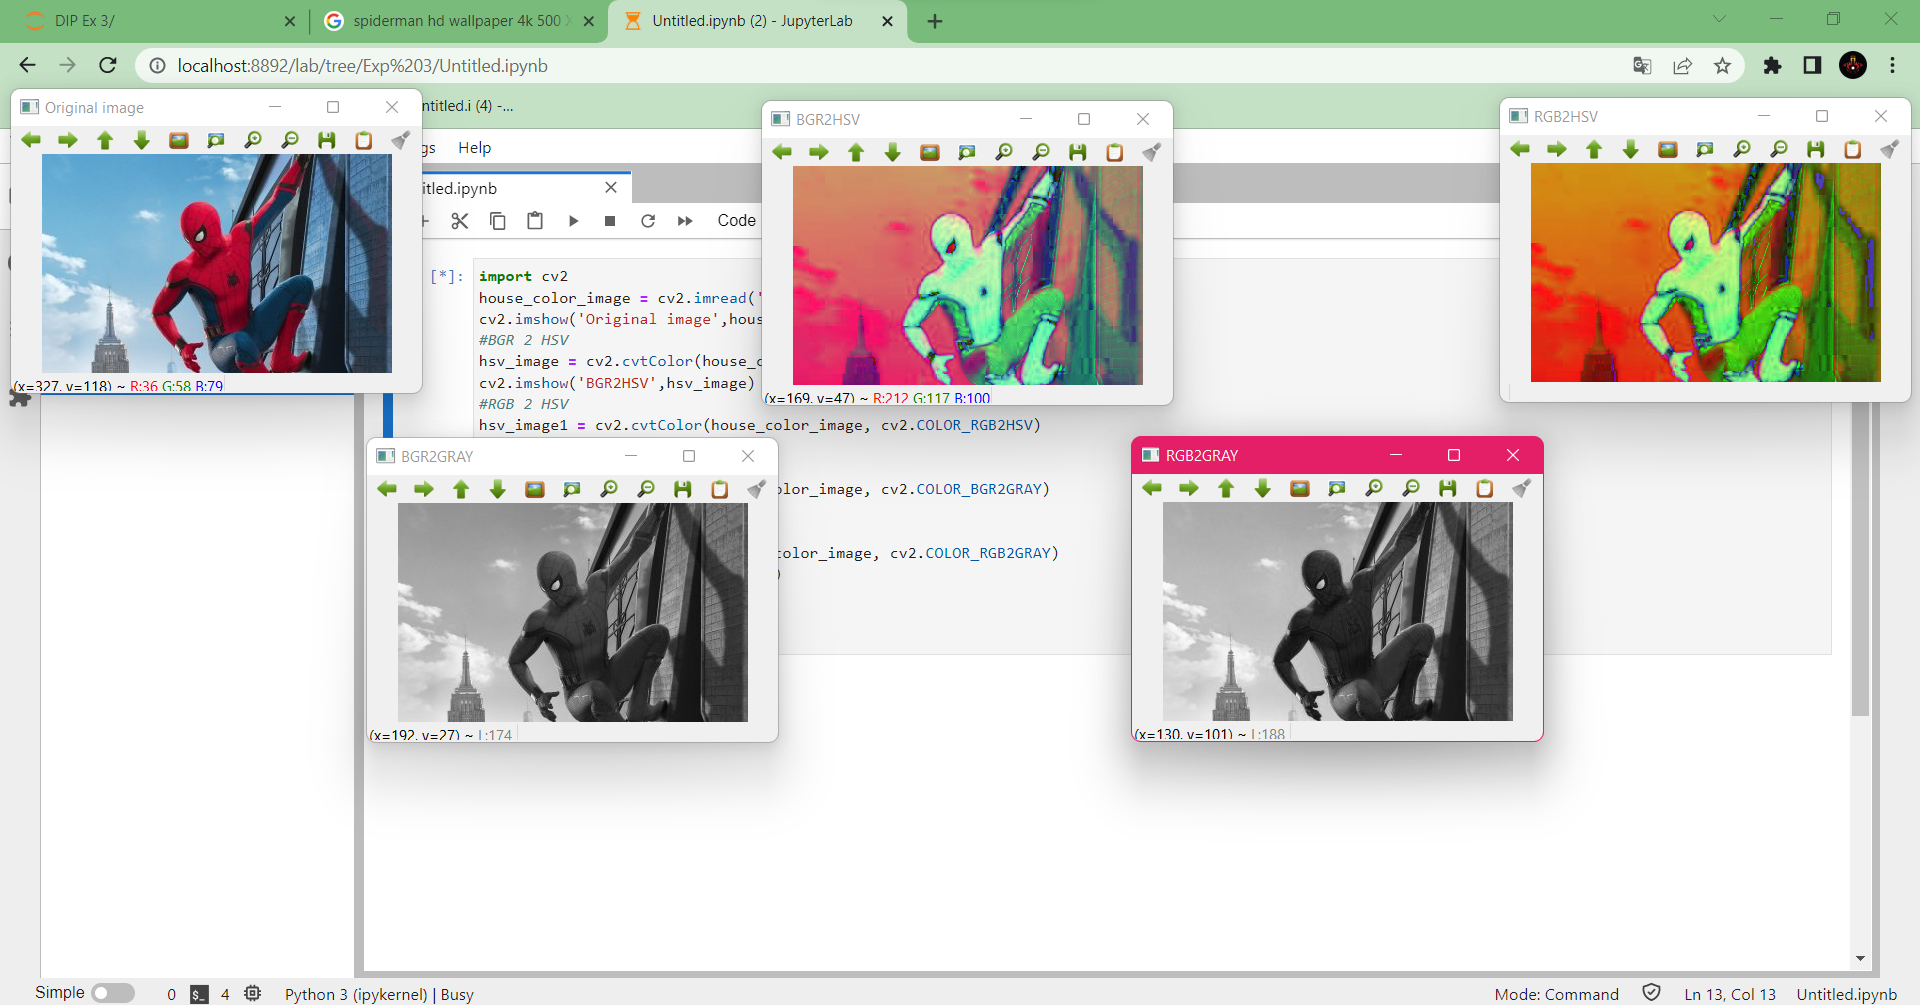 DIP Ex 3/
spiderman hd wallpaper 4k 500
Untitled.ipynb (2) - JupyterLab
localhost:8892/lab/tree/Exp%203/Untitled.ipynb
Original image
ntitled.i (4) -...
BGR2HSV
RGB2HSV
gs Help
itled.ipynb
Code
[*]:
import cv2
house_color_image = cv2.imread('
cv2.imshow('Original image',hous
#BGR 2 HSV
hsv_image = cv2.cvtColor(house_c
cv2.imshow('BGR2HSV',hsv_image)
#RGB 2 HSV
hsv_image1 = cv2.cvtColor(house_color_image, cv2.COLOR_RGB2HSV)
(x=327, y=118) ~ R:36 G:58 B:79
(x=169, y=47) ~ R:212 G:117 B:100
BGR2GRAY
RGB2GRAY
olor_image, cv2.COLOR_BGR2GRAY)
color_image, cv2.COLOR_RGB2GRAY)
)
(x=192, y=27) ~ L:174
(x=130, y=101) ~ L:188
Simple
0
4
Python 3 (ipykernel) | Busy
Mode: Command
Ln 13, Col 13
Untitled.ipynb